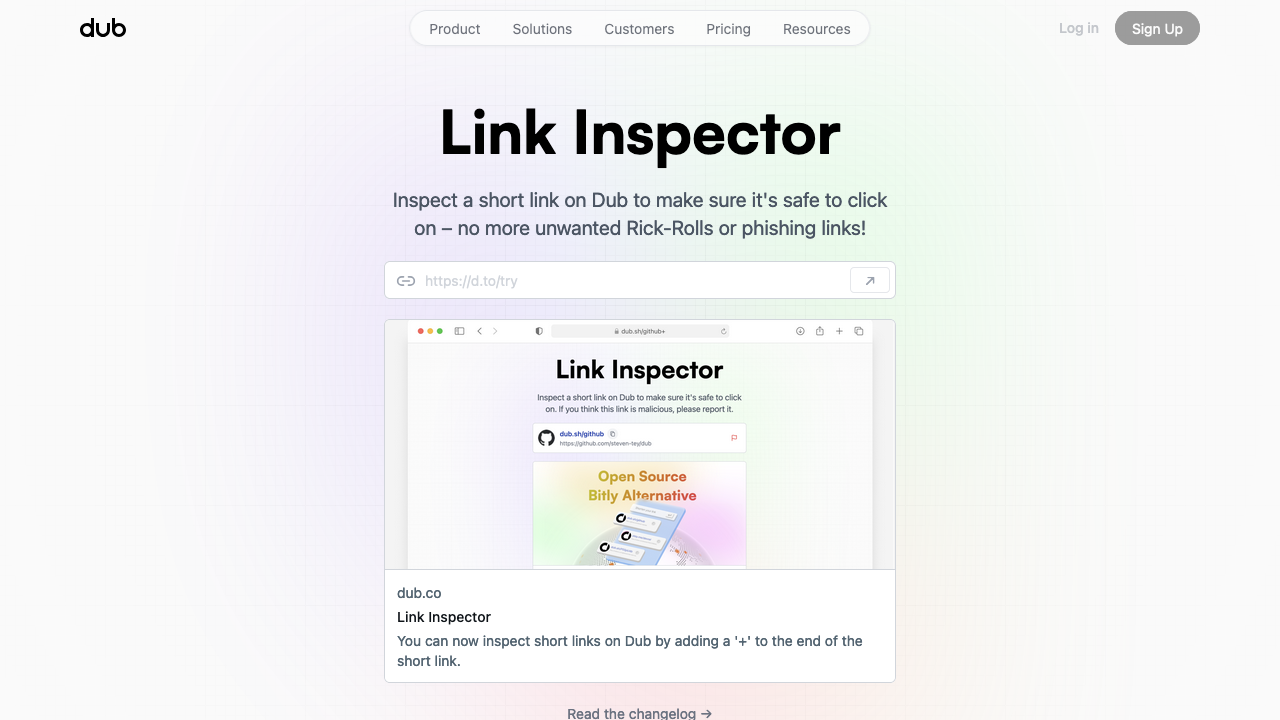 dub
Product Solutions Customers Pricing Resources
Log in
Sign Up
Link Inspector
Inspect a short link on Dub to make sure it's safe to click
on – no more unwanted Rick-Rolls or phishing links!
https://d.to/try
dub.sh/github+
Link Inspector
Inspect a short link on Dub to make sure it's safe to click
on. If you think this link is malicious, please report it.
dub.sh/github
https://github.com/steven-tey/dub
Open Source
Bitly Alternative
dub.co
Link Inspector
You can now inspect short links on Dub by adding a '+' to the end of the
short link.
Read the changelog →